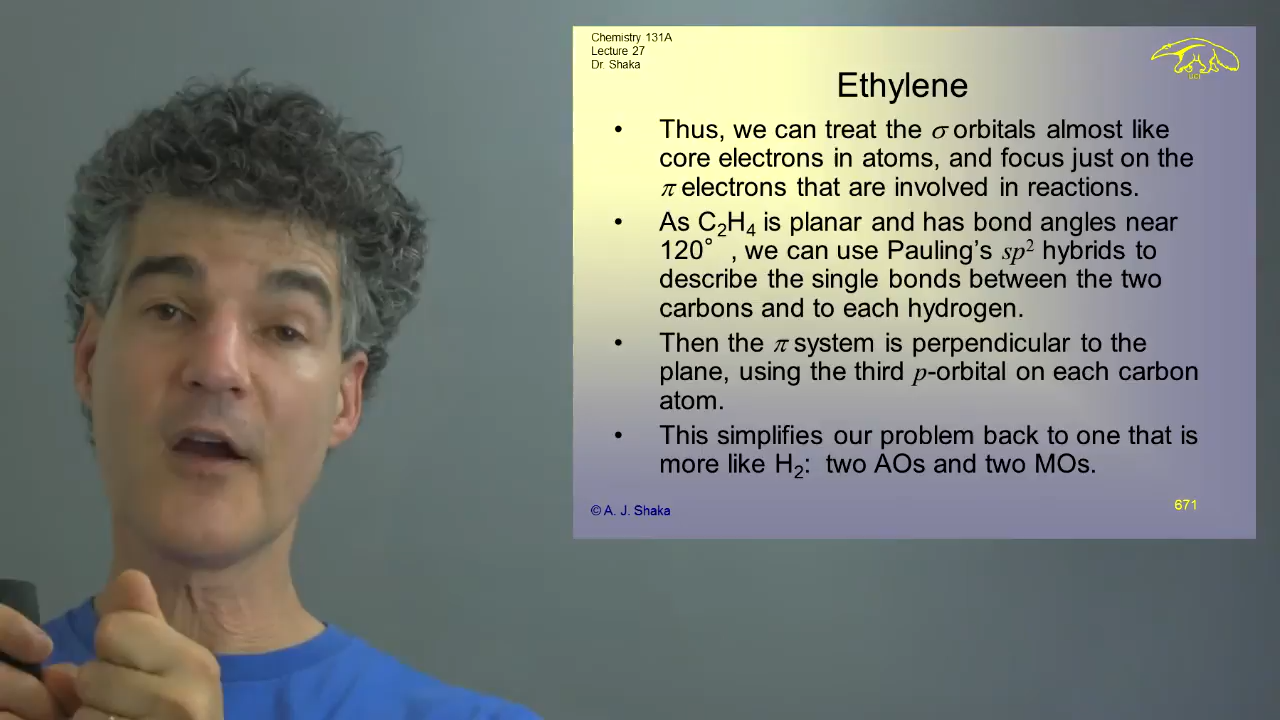 Chemistry 131A
Lecture 27
Dr. Shaka
uci
Ethylene
• Thus, we can treat the σ orbitals almost like
core electrons in atoms, and focus just on the
π electrons that are involved in reactions.
• As C₂H₄ is planar and has bond angles near
120° , we can use Pauling’s sp² hybrids to
describe the single bonds between the two
carbons and to each hydrogen.
• Then the π system is perpendicular to the
plane, using the third p-orbital on each carbon
atom.
• This simplifies our problem back to one that is
more like H₂: two AOs and two MOs.
© A. J. Shaka
671